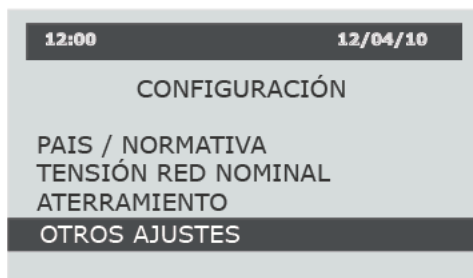 12:00 12/04/10
CONFIGURACIÓN
PAIS / NORMATIVA
TENSIÓN RED NOMINAL
ATERRAMIENTO
OTROS AJUSTES